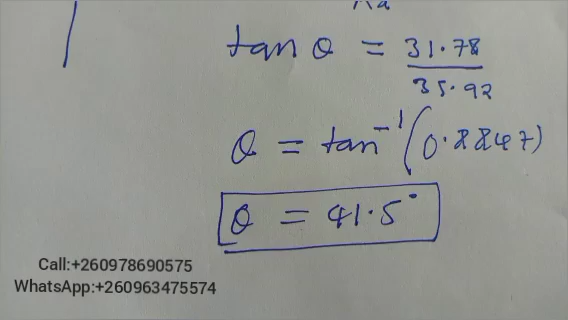 tan θ = 31.78
35.92
θ = tan⁻¹(0.8847)
θ = 41.5°
Call:+260978690575
WhatsApp:+260963475574